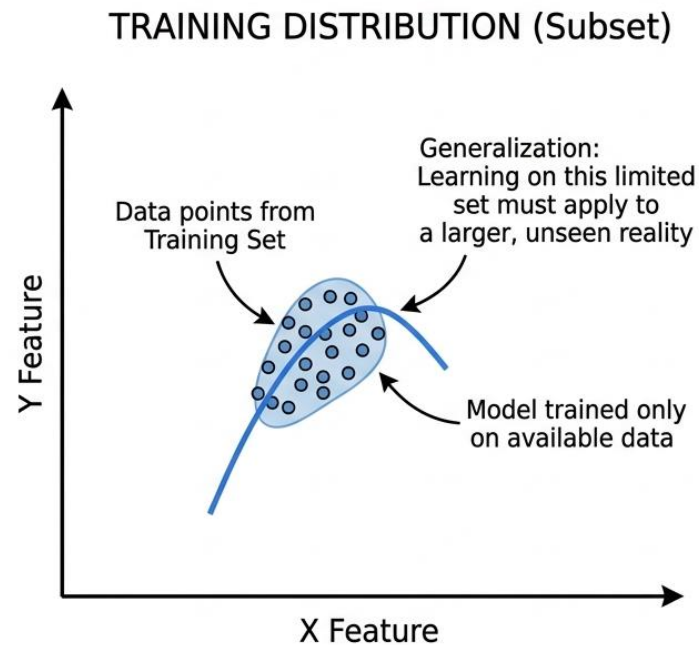 TRAINING DISTRIBUTION (Subset)
Generalization:
Learning on this limited
set must apply to
a larger, unseen reality
Data points from
Training Set
Y Feature
Model trained only
on available data
X Feature